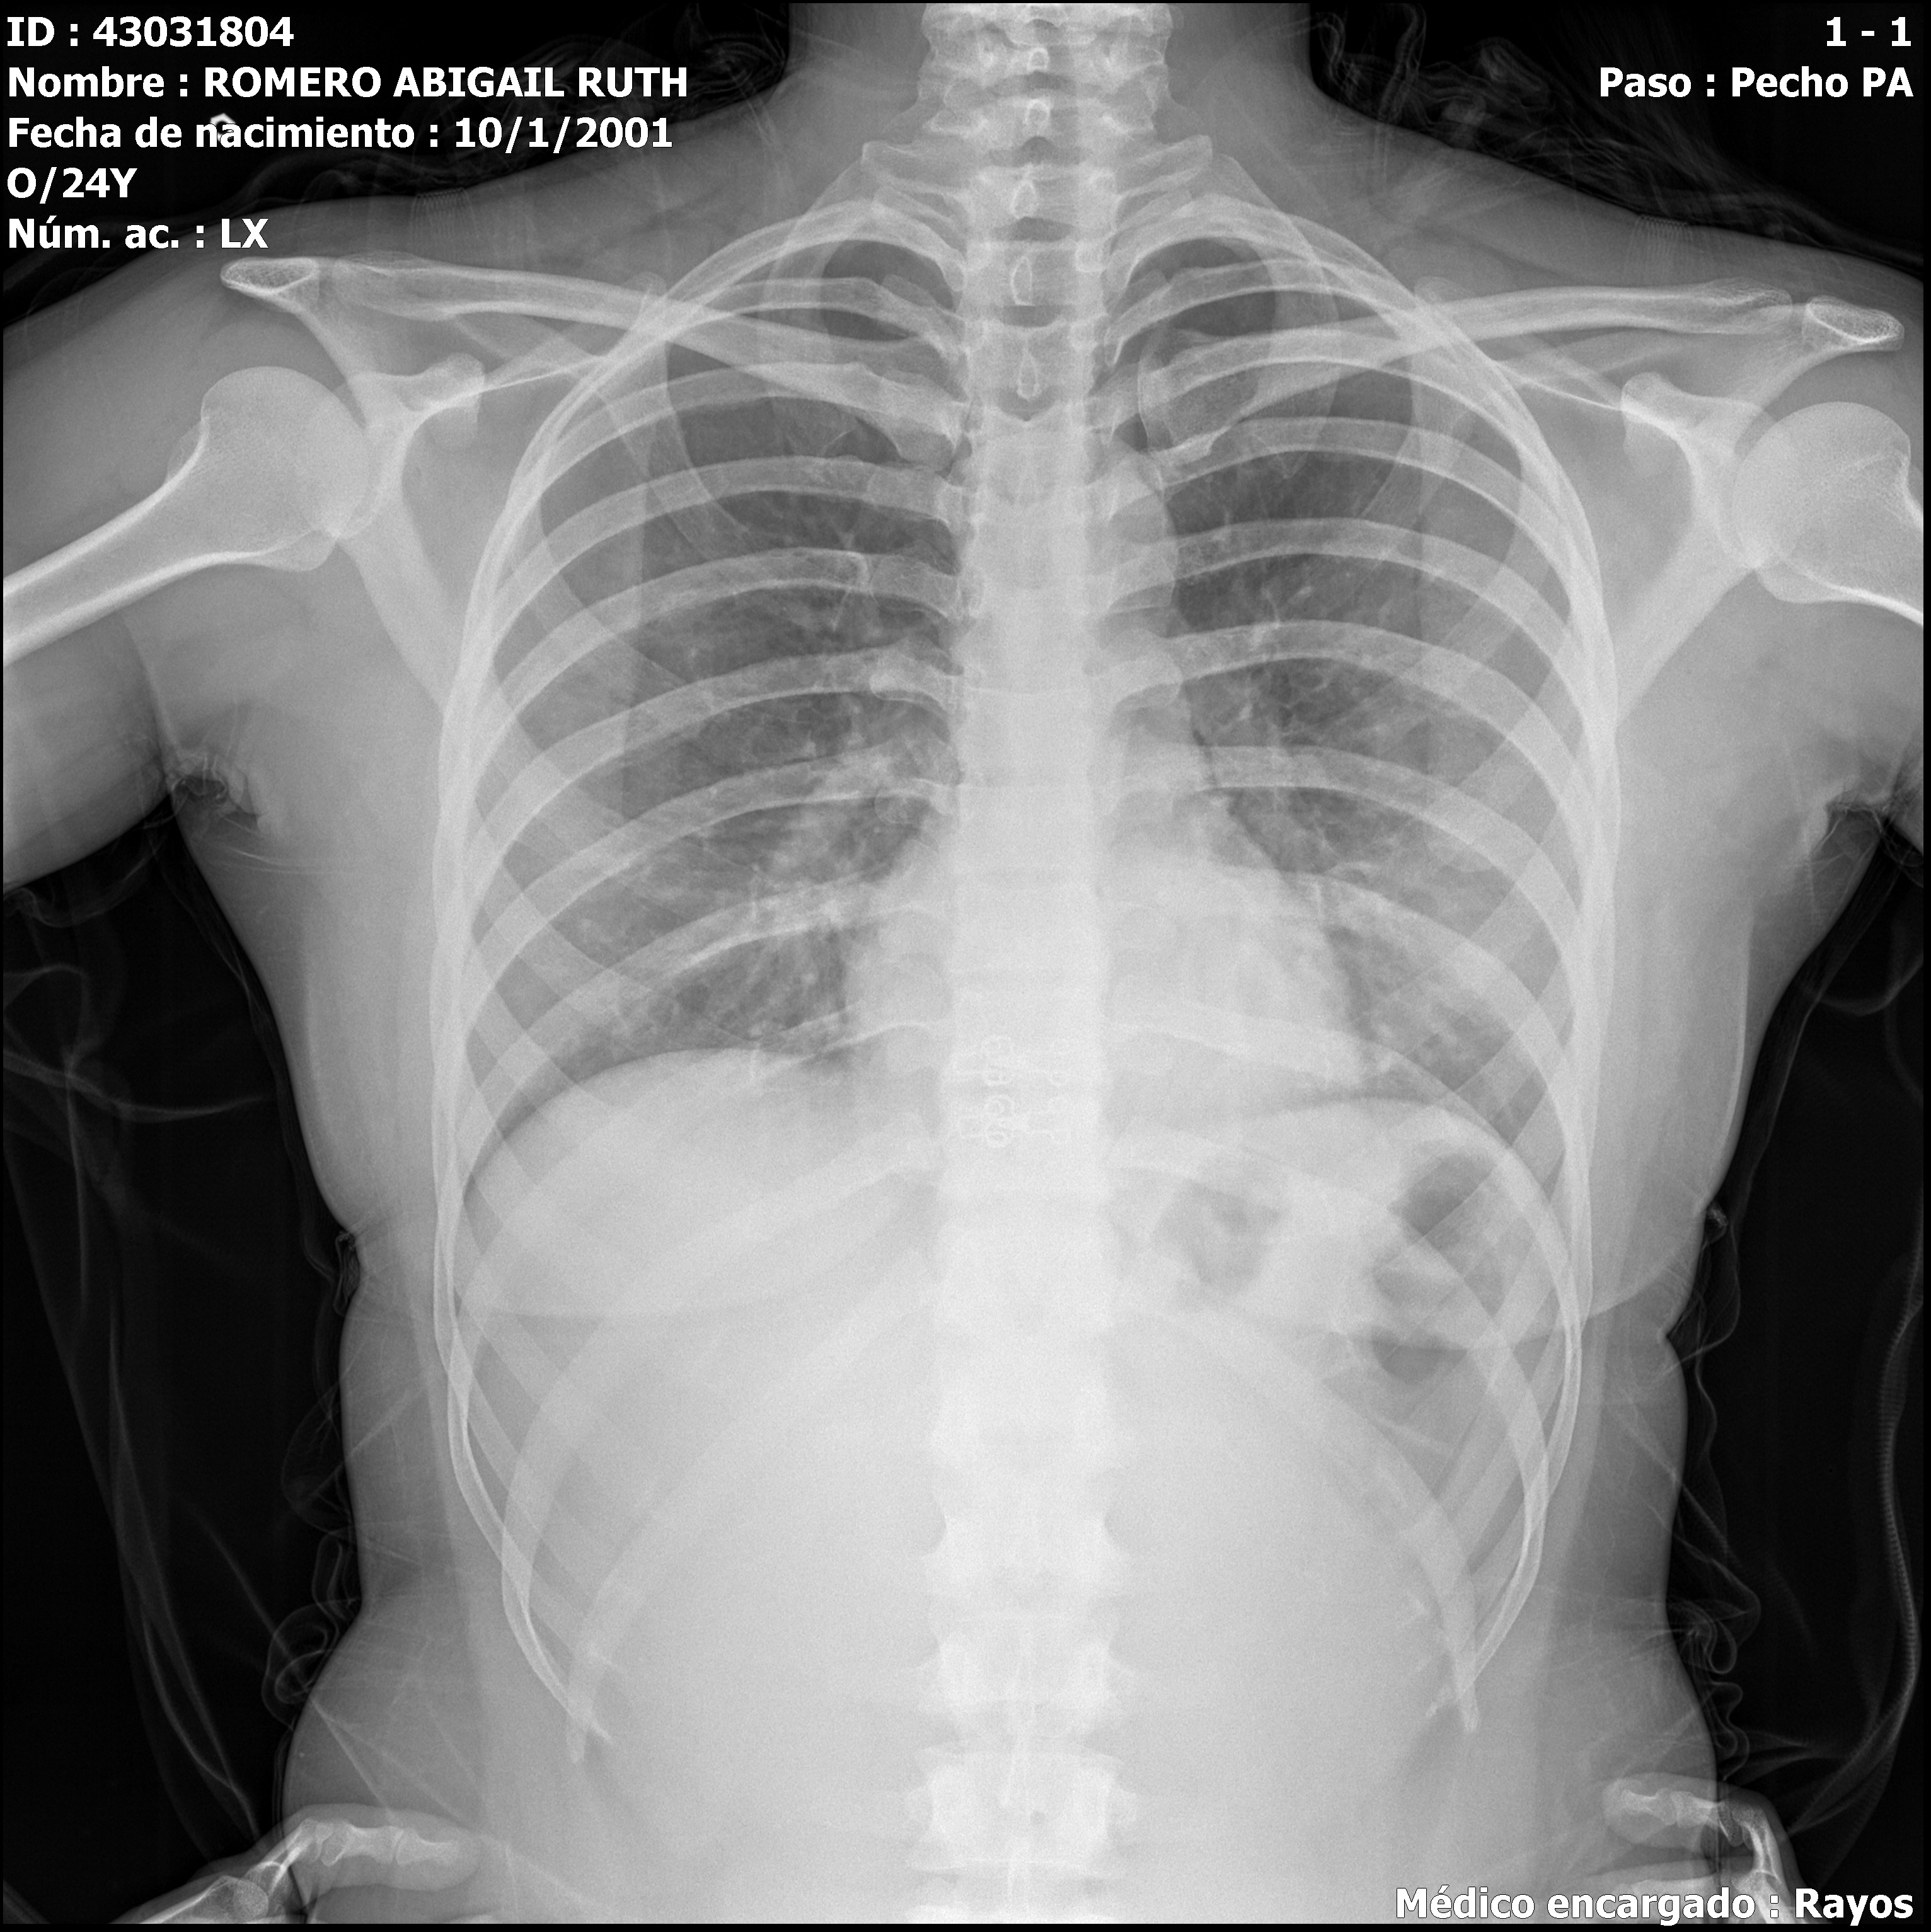 ID : 43031804
Nombre : ROMERO ABIGAIL RUTH
Fecha de nacimiento : 10/1/2001
O/24Y
Núm. ac. : LX
1 - 1
Paso : Pecho PA
Médico encargado : Rayos